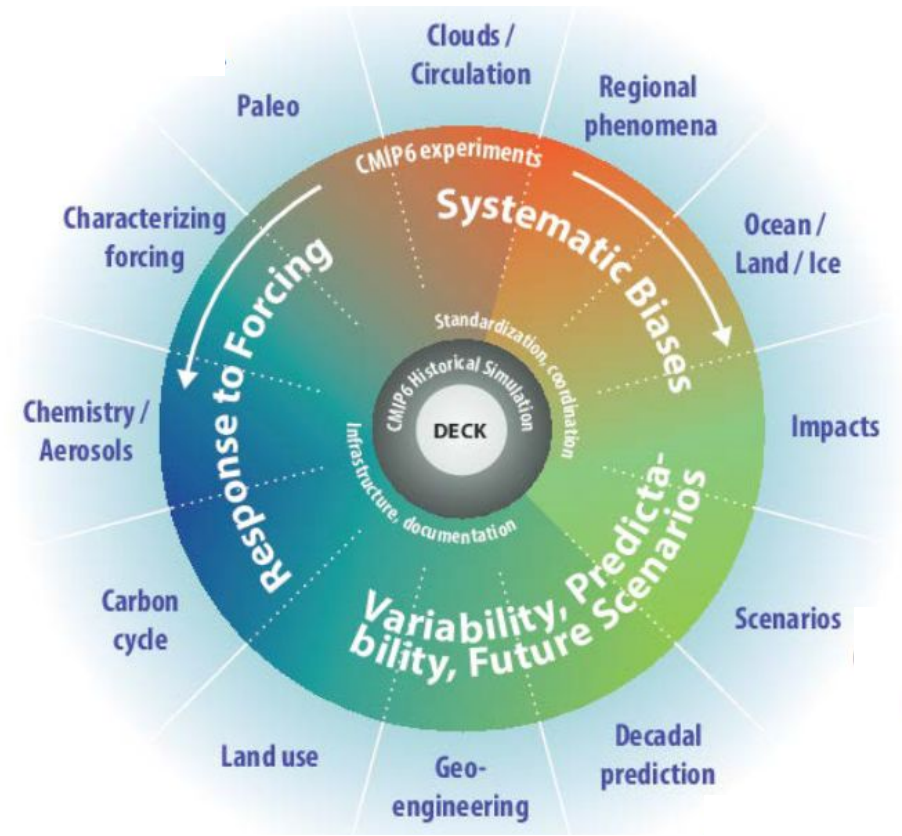 Clouds /
Circulation
Regional
phenomena
Ocean /
Land / Ice
Impacts
Scenarios
Decadal
prediction
Geo-
engineering
Land use
Carbon
cycle
Chemistry /
Aerosols
Characterizing
forcing
Paleo
CMIP6 experiments
Systematic Biases
Response to Forcing
Variability, Predicta-
bility, Future Scenarios
Standardization, coordination
Infrastructure, documentation
CMIP6 Historical Simulation
DECK